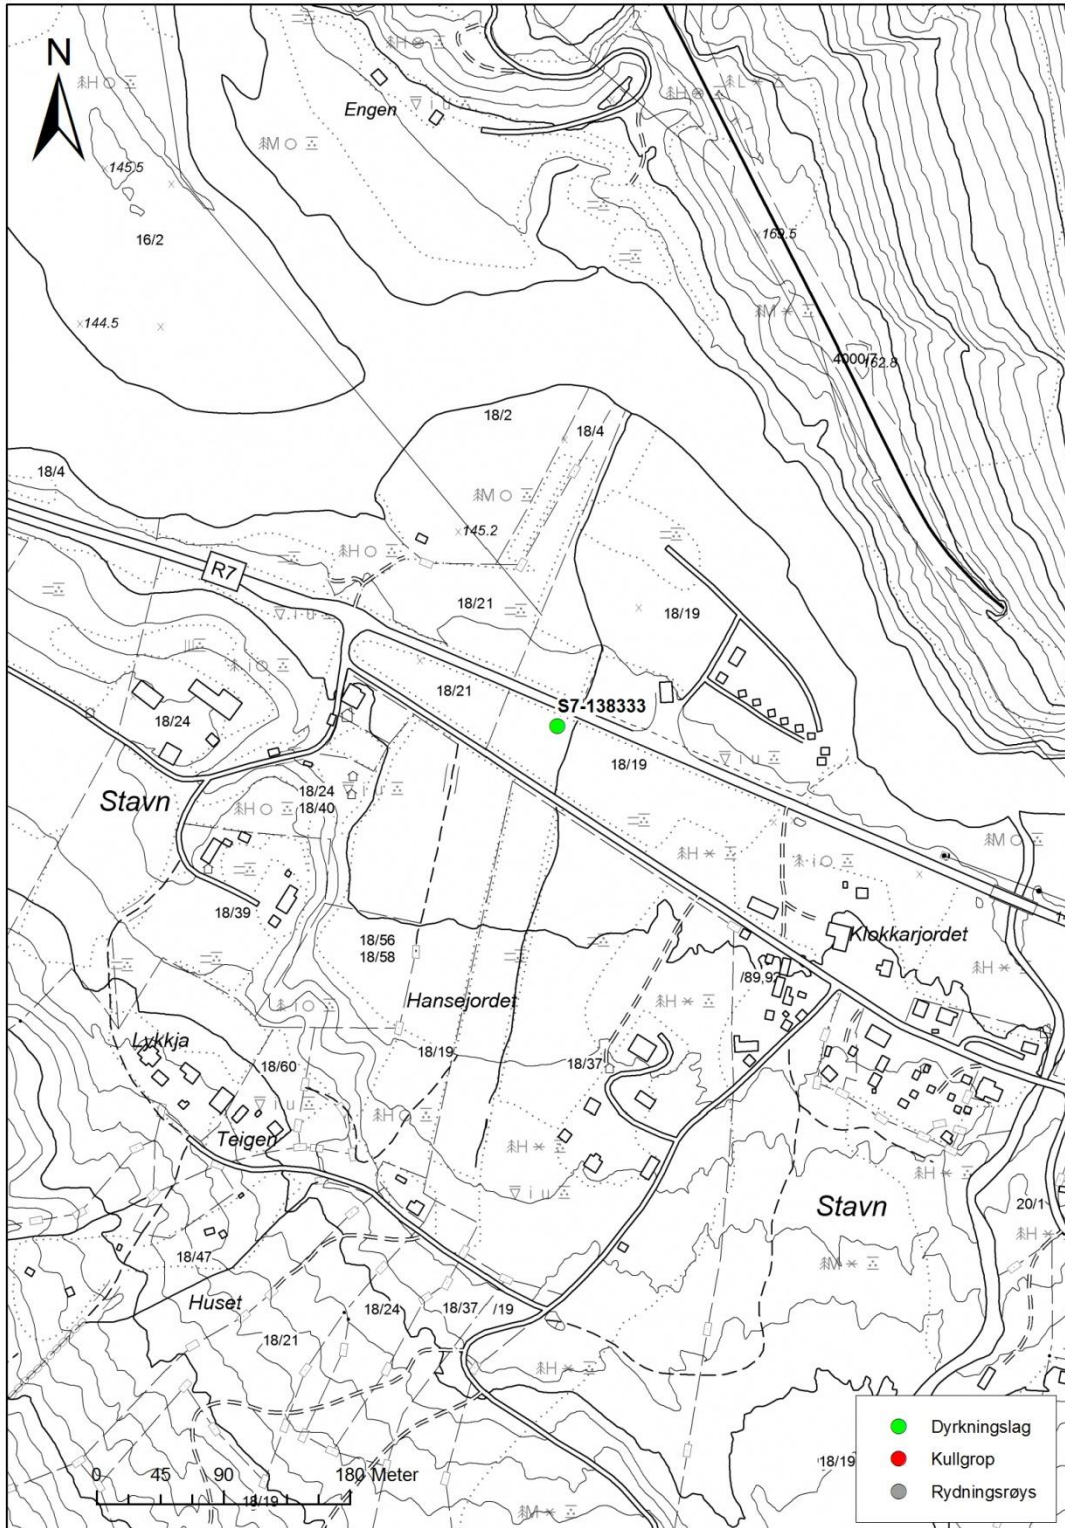 N
Engen
145.5
16/2
169.5
144.5
4000/7
162.8
18/2
18/4
18/4
145.2
R7
18/21
18/19
18/21
S7-138333
18/24
18/19
Stavn
18/24
18/40
18/39
18/56
18/58
Klokkarjordet
Hansejordet
Lykkja
18/19
18/37
18/60
Teigen
Stavn
20/1
18/47
Huset
18/24
18/37
/19
18/21
Dyrkningslag
Kullgrop
Rydningsrøys
18/19
0 45 90 180 Meter
18/19